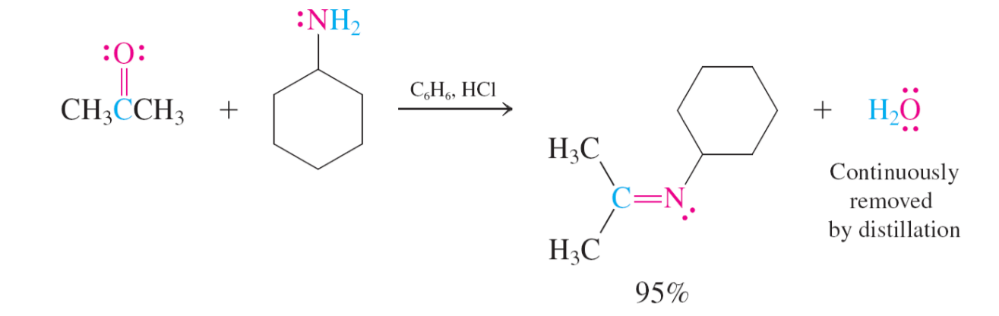 :NH₂
:O:
CH₃CCH₃ +
C₆H₆, HCl
+ H₂O
H₃C
C=N
H₃C
Continuously
removed
by distillation
95%